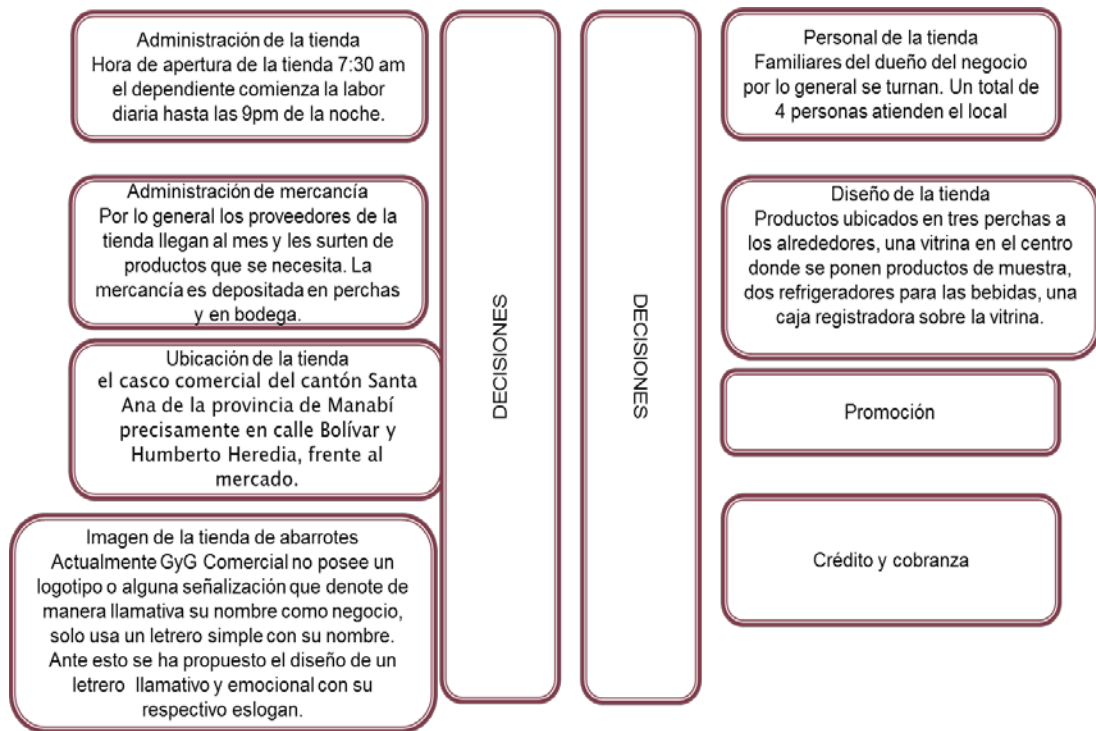 Administración de la tienda
Hora de apertura de la tienda 7:30 am
el dependiente comienza la labor
diaria hasta las 9pm de la noche.
Administración de mercancía
Por lo general los proveedores de la
tienda llegan al mes y les surten de
productos que se necesita. La
mercancía es depositada en perchas
y en bodega.
Ubicación de la tienda
el casco comercial del cantón Santa
Ana de la provincia de Manabí
precisamente en calle Bolívar y
Humberto Heredia, frente al
mercado.
Imagen de la tienda de abarrotes
Actualmente GyG Comercial no posee un
logotipo o alguna señalización que denote de
manera llamativa su nombre como negocio,
solo usa un letrero simple con su nombre.
Ante esto se ha propuesto el diseño de un
letrero llamativo y emocional con su
respectivo eslogan.
DECISIONES
DECISIONES
Personal de la tienda
Familiares del dueño del negocio
por lo general se turnan. Un total de
4 personas atienden el local
Diseño de la tienda
Productos ubicados en tres perchas a
los alrededores, una vitrina en el centro
donde se ponen productos de muestra,
dos refrigeradores para las bebidas, una
caja registradora sobre la vitrina.
Promoción
Crédito y cobranza